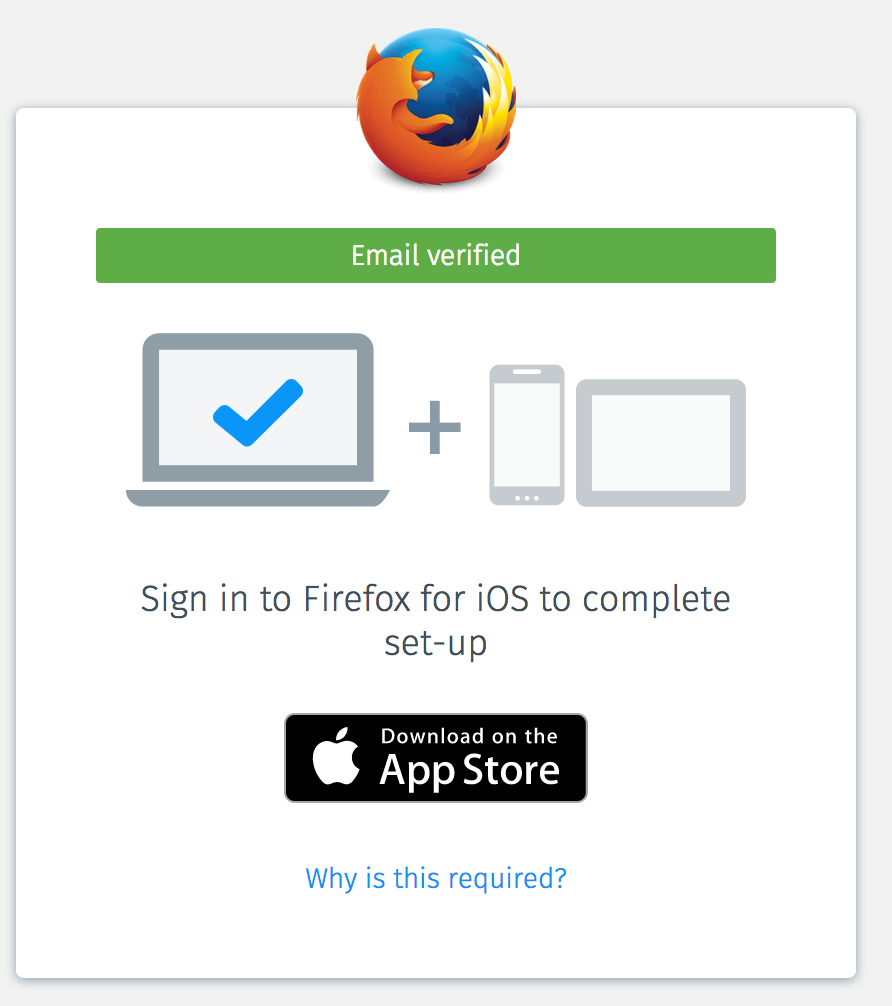 Email verified
Sign in to Firefox for iOS to complete
set-up
Download on the
App Store
Why is this required?